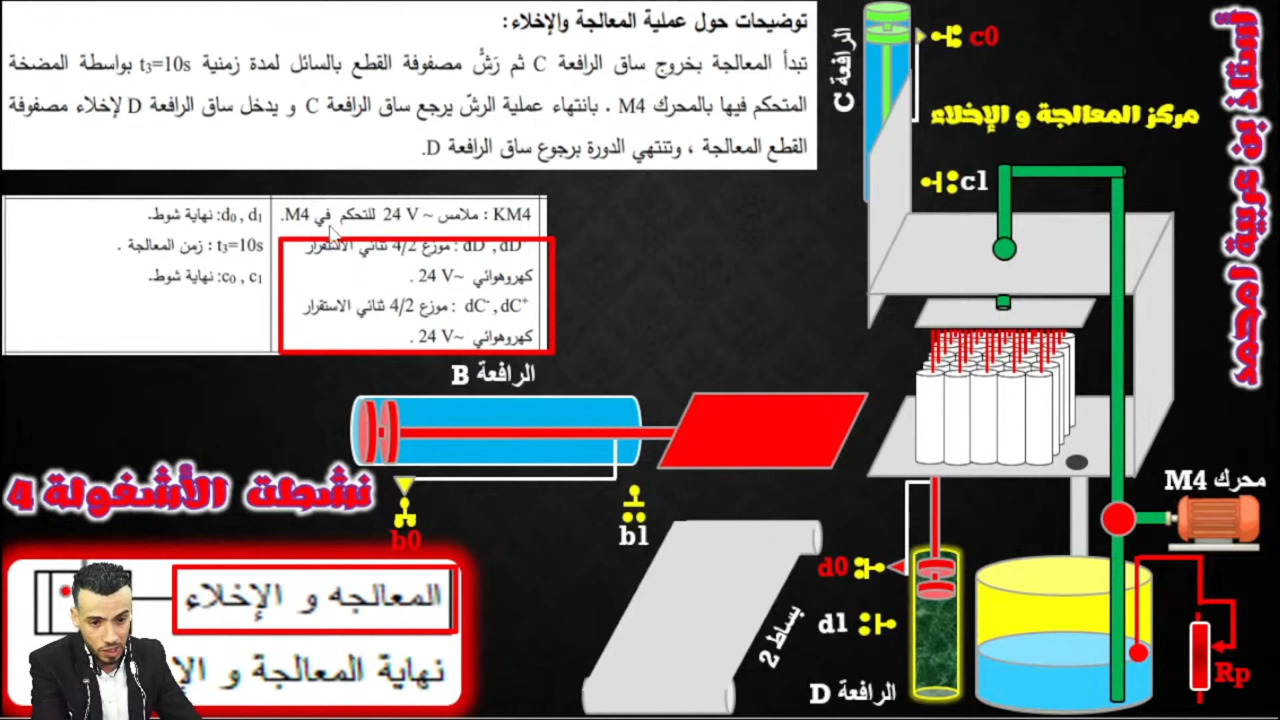 توضيحات حول عملية المعالجة والإخلاء:
تبدأ المعالجة بخروج ساق الرافعة C ثم رَشُّ مصفوفة القطع بالسائل لمدة زمنية t₃=10s بواسطة المضخة
المتحكم فيها بالمحرك M4 . بانتهاء عملية الرشّ يرجع ساق الرافعة C و يدخل ساق الرافعة D لإخلاء مصفوفة
القطع المعالجة ، وتنتهي الدورة برجوع ساق الرافعة D.
KM4 : ملامس ~ 24 V للتحكم في M4.
dD⁻, dD⁺ : موزع 4/2 ثنائي الاستقرار
كهروهوائي ~24 V .
dC⁻, dC⁺ : موزع 4/2 ثنائي الاستقرار
كهروهوائي ~24 V .
d₀, d₁: نهاية شوط.
t₃=10s : زمن المعالجة .
c₀, c₁: نهاية شوط.
الرافعة C
c0
مركز المعالجة و الإخلاء
c1
أستاذ بن عربية امحمد
الرافعة B
b0
b1
نشطت الأشغولة 4
محرك M4
d0
d1
بساط 2
الرافعة D
Rp
المعالجه و الإخلاء
نهاية المعالجة و الإ